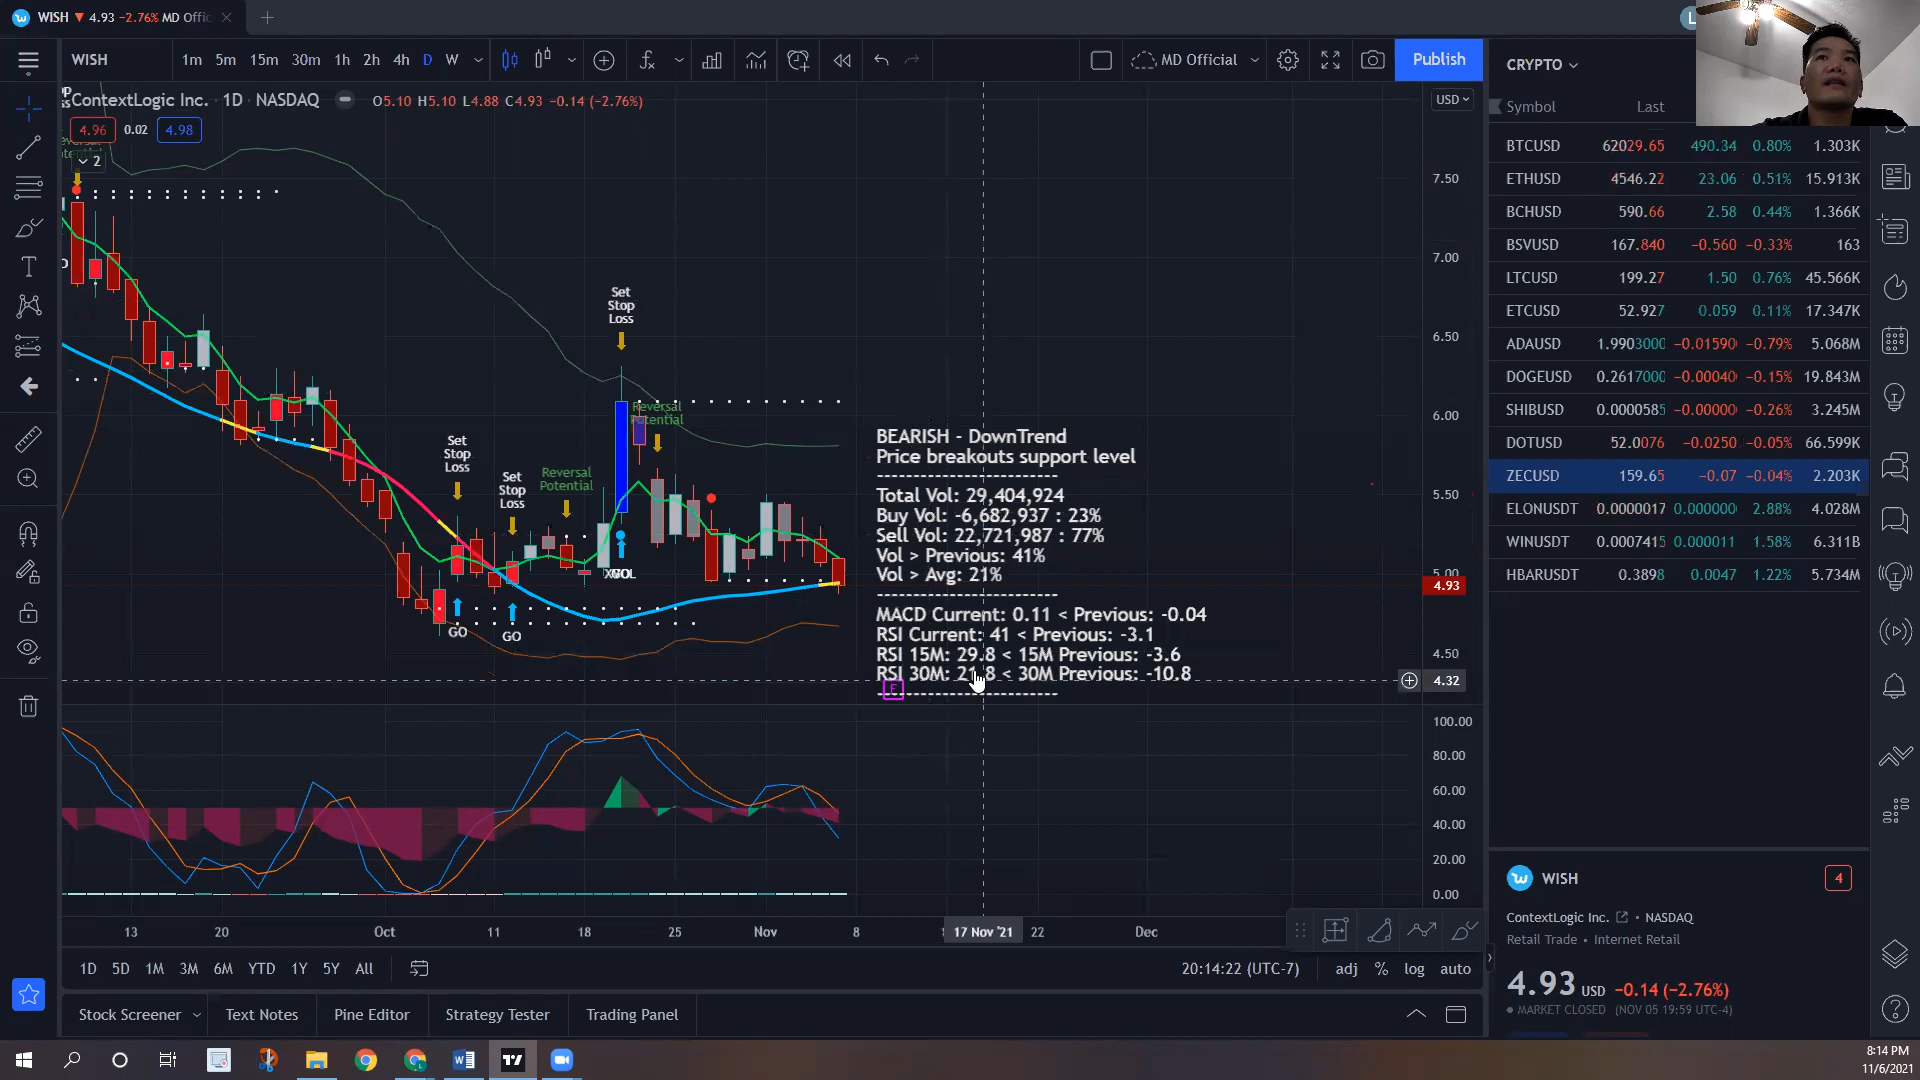 WISH ▼ 4.93 −2.76% MD Offic
WISH
1m 5m 15m 30m 1h 2h 4h D W
MD Official
Publish
ContextLogic Inc. · 1D · NASDAQ
O5.10 H5.10 L4.88 C4.93 −0.14 (−2.76%)
4.96 0.02 4.98
2
USD
7.50
7.00
6.50
6.00
5.50
5.00
4.93
4.50
4.32
Set
Stop
Loss
Set
Stop
Loss
Set
Stop
Loss
Reversal
Potential
Reversal
Potential
GO
GO
BEARISH - DownTrend
Price breakouts support level
----------------------------
Total Vol: 29,404,924
Buy Vol: -6,682,937 : 23%
Sell Vol: 22,721,987 : 77%
Vol > Previous: 41%
Vol > Avg: 21%
----------------------------
MACD Current: 0.11 < Previous: -0.04
RSI Current: 41 < Previous: -3.1
RSI 15M: 29.8 < 15M Previous: -3.6
RSI 30M: 21.8 < 30M Previous: -10.8
----------------------------
E
100.00
80.00
60.00
40.00
20.00
0.00
13 20 Oct 11 18 25 Nov 8 17 Nov '21 22 Dec
1D 5D 1M 3M 6M YTD 1Y 5Y All
20:14:22 (UTC-7) adj % log auto
Stock Screener Text Notes Pine Editor Strategy Tester Trading Panel
CRYPTO
Symbol Last
BTCUSD 62029.65 490.34 0.80% 1.303K
ETHUSD 4546.22 23.06 0.51% 15.913K
BCHUSD 590.66 2.58 0.44% 1.366K
BSVUSD 167.840 −0.560 −0.33% 163
LTCUSD 199.27 1.50 0.76% 45.566K
ETCUSD 52.927 0.059 0.11% 17.347K
ADAUSD 1.9903000 −0.01590 −0.79% 5.068M
DOGEUSD 0.2617000 −0.00040 −0.15% 19.843M
SHIBUSD 0.0000585 −0.00000 −0.26% 3.245M
DOTUSD 52.0076 −0.0250 −0.05% 66.599K
ZECUSD 159.65 −0.07 −0.04% 2.203K
ELONUSDT 0.0000017 0.000000 2.88% 4.028M
WINUSDT 0.0007415 0.000011 1.58% 6.311B
HBARUSDT 0.3898 0.0047 1.22% 5.734M
WISH
4
ContextLogic Inc. • NASDAQ
Retail Trade • Internet Retail
4.93 USD −0.14 (−2.76%)
• MARKET CLOSED (NOV 05 19:59 UTC-4)
8:14 PM
11/6/2021